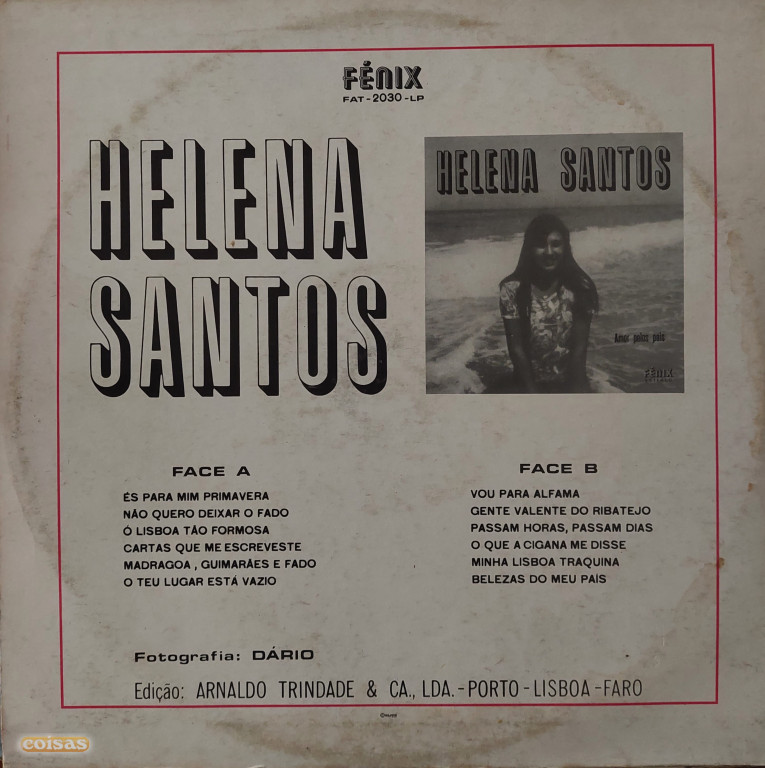 FÉNIX
FAT-2030-LP
HELENA
SANTOS
HELENA SANTOS
Amor pelos pais
FÉNIX
FACE A
ÉS PARA MIM PRIMAVERA
NÃO QUERO DEIXAR O FADO
Ó LISBOA TÃO FORMOSA
CARTAS QUE ME ESCREVESTE
MADRAGOA , GUIMARÃES E FADO
O TEU LUGAR ESTÁ VAZIO
FACE B
VOU PARA ALFAMA
GENTE VALENTE DO RIBATEJO
PASSAM HORAS, PASSAM DIAS
O QUE A CIGANA ME DISSE
MINHA LISBOA TRAQUINA
BELEZAS DO MEU PAÍS
Fotografia: DÁRIO
Edição: ARNALDO TRINDADE & CA., LDA.-PORTO-LISBOA-FARO
coisas